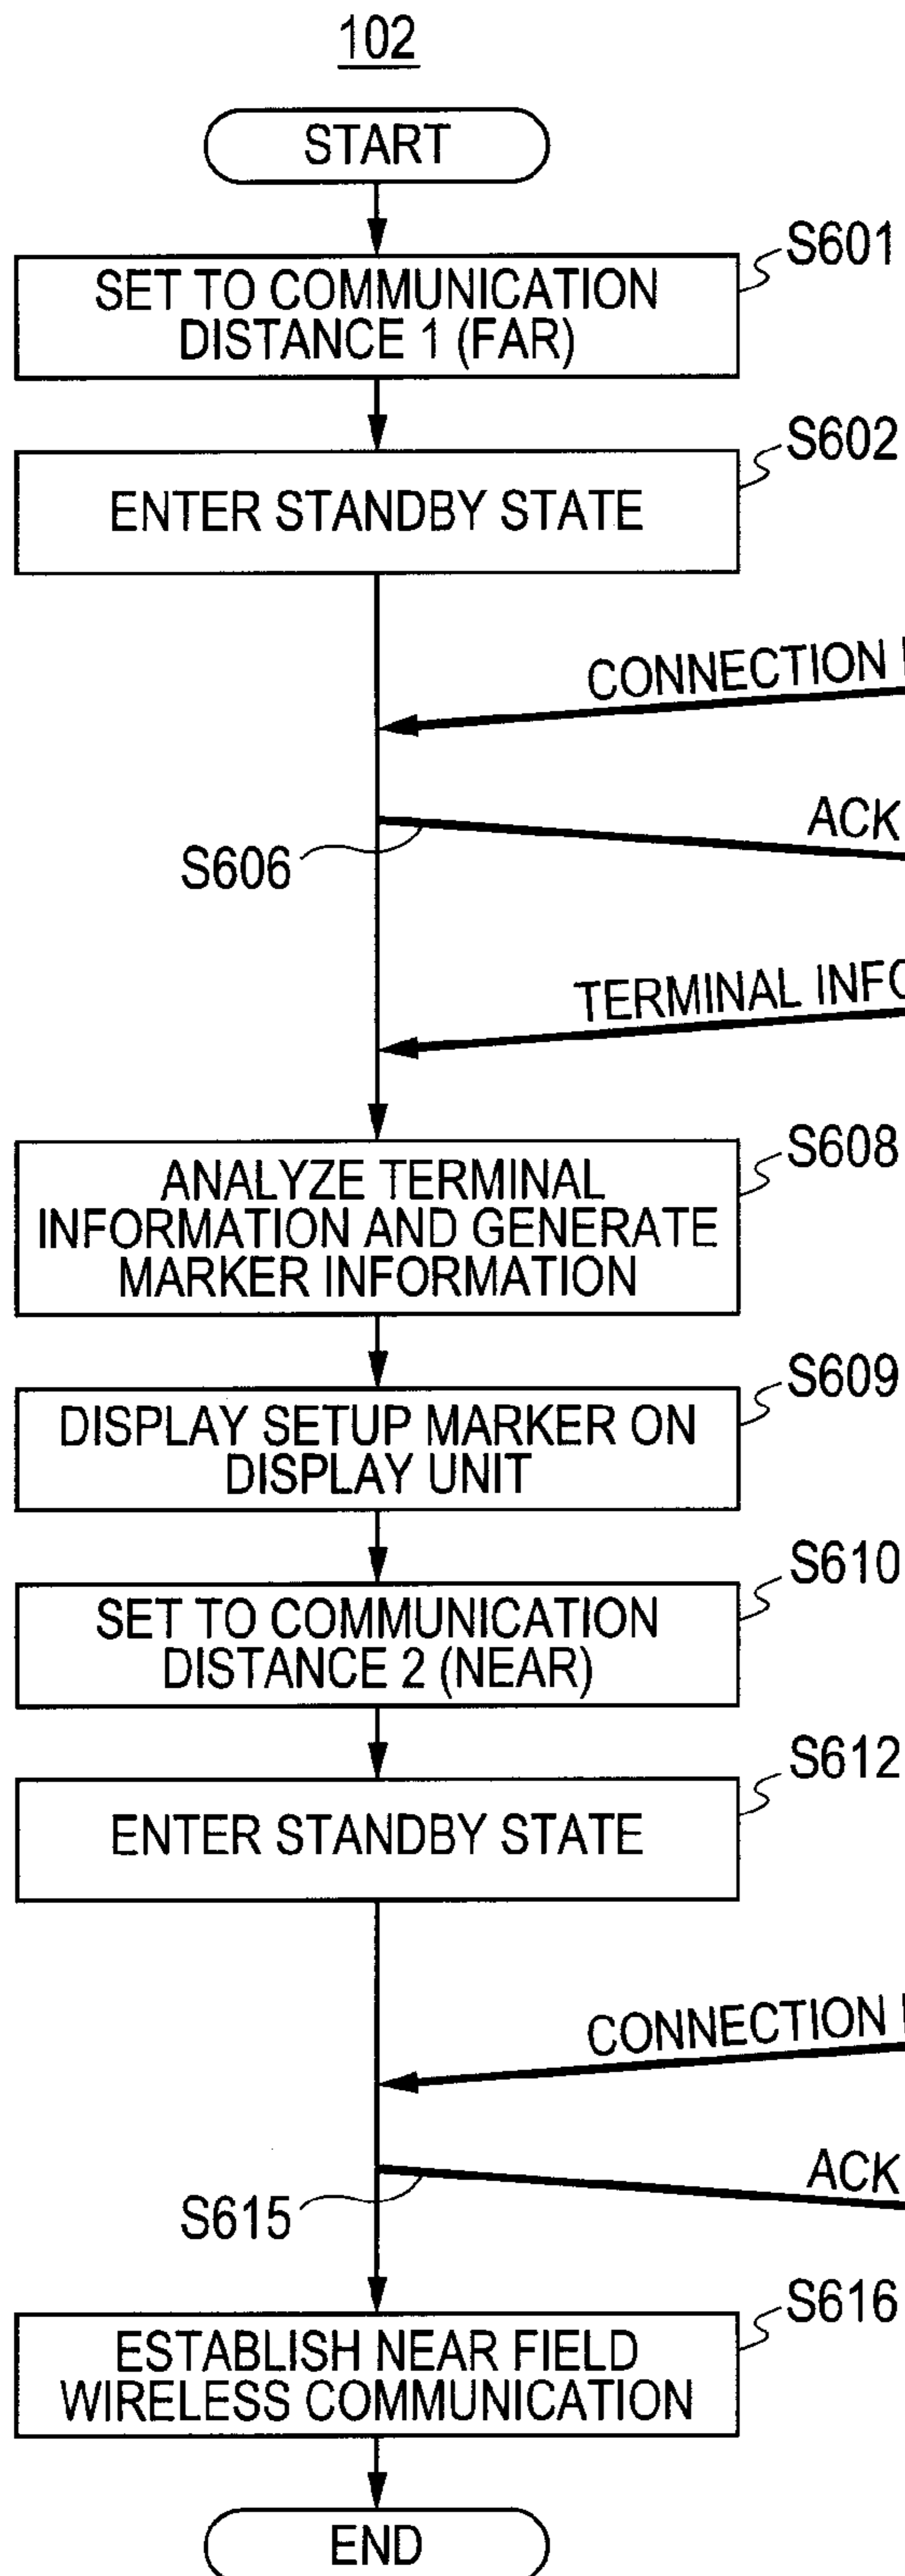 102
START
S601
SET TO COMMUNICATION
DISTANCE 1 (FAR)
S602
ENTER STANDBY STATE
CONNECTION
ACK
S606
TERMINAL INFO
S608
ANALYZE TERMINAL
INFORMATION AND GENERATE
MARKER INFORMATION
S609
DISPLAY SETUP MARKER ON
DISPLAY UNIT
S610
SET TO COMMUNICATION
DISTANCE 2 (NEAR)
S612
ENTER STANDBY STATE
CONNECTION
ACK
S615
S616
ESTABLISH NEAR FIELD
WIRELESS COMMUNICATION
END